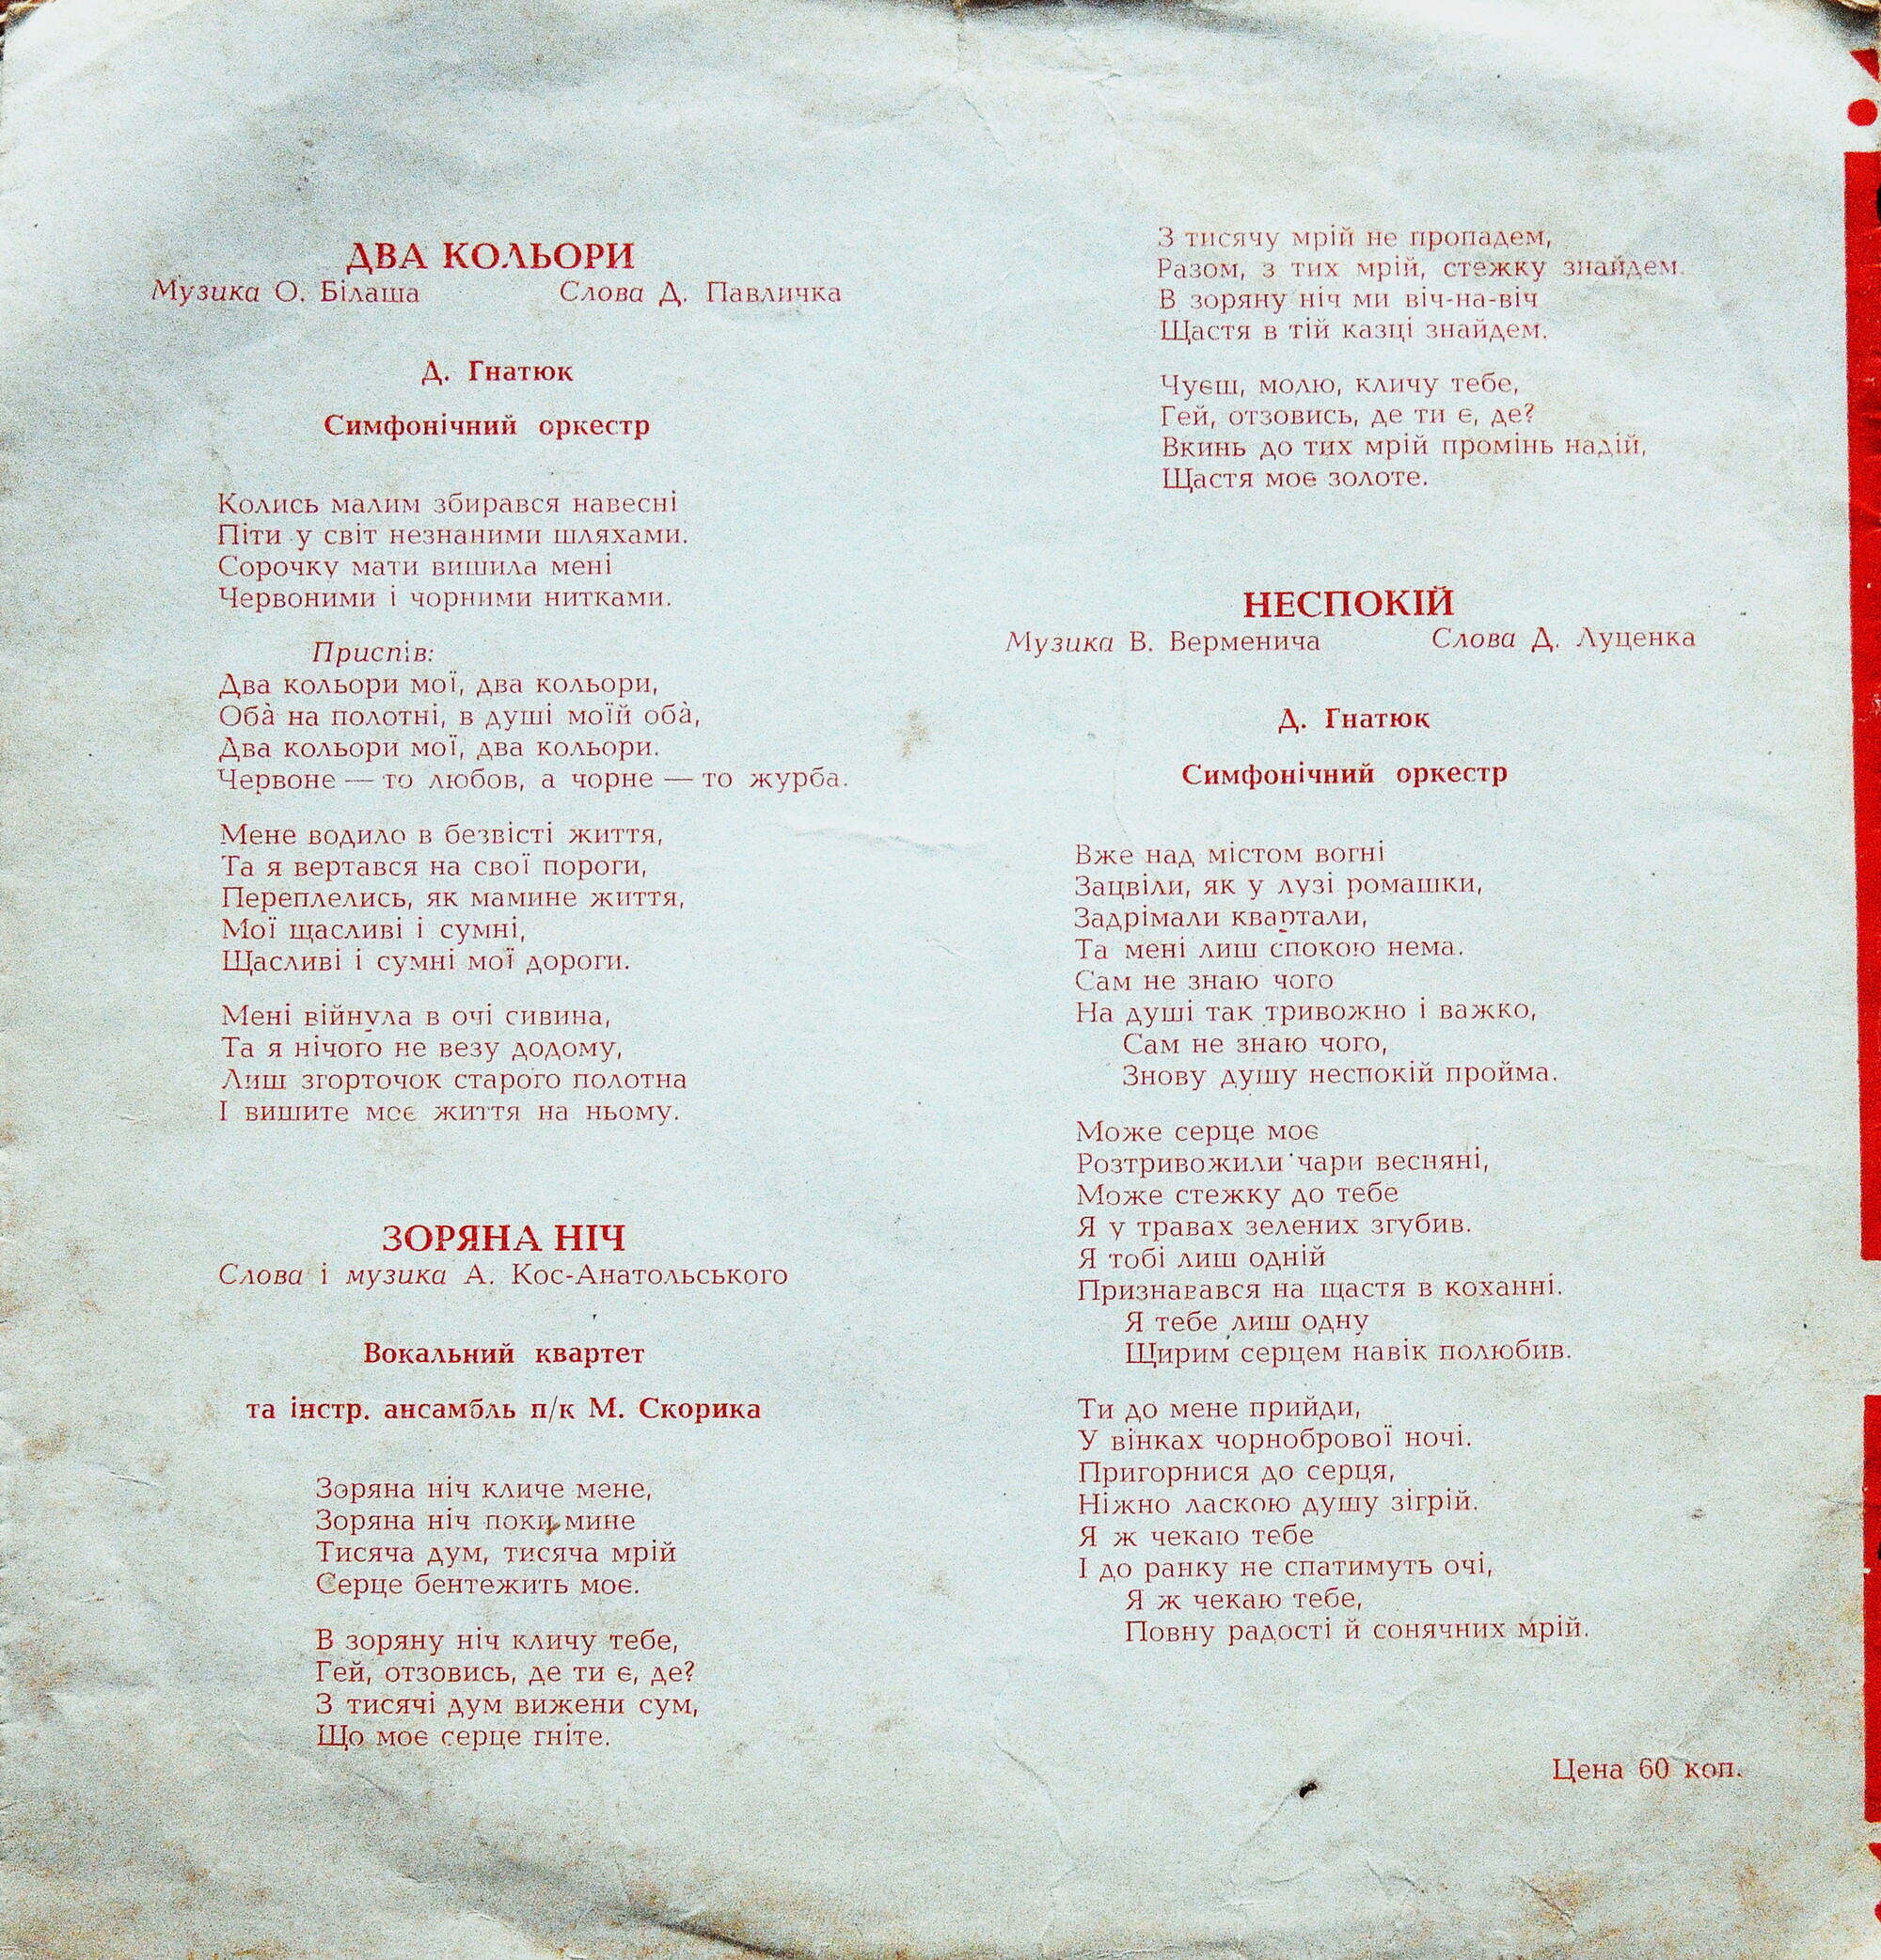 ДВА КОЛЬОРИ
Музика О. Білаша Слова Д. Павличка
Д. Гнатюк
Симфонічний оркестр
Колись малим збирався навесні
Піти у світ незнаними шляхами.
Сорочку мати вишила мені
Червоними і чорними нитками.
Приспів:
Два кольори мої, два кольори,
Оба̀ на полотні, в душі моїй оба̀,
Два кольори мої, два кольори.
Червоне — то любов, а чорне — то журба.
Мене водило в безвісті життя,
Та я вертався на свої пороги,
Переплелись, як мамине життя,
Мої щасливі і сумні,
Щасливі і сумні мої дороги.
Мені війнула в очі сивина,
Та я нічого не везу додому,
Лиш згорточок старого полотна
І вишите моє життя на ньому.
ЗОРЯНА НІЧ
Слова і музика А. Кос-Анатольського
Вокальний квартет
та інстр. ансамбль п/к М. Скорика
Зоряна ніч кличе мене,
Зоряна ніч поки мине
Тисяча дум, тисяча мрій
Серце бентежить моє.
В зоряну ніч кличу тебе,
Гей, отзовись, де ти є, де?
З тисячі дум вижени сум,
Що моє серце гніте.
З тисячу мрій не пропадем,
Разом, з тих мрій, стежку знайдем.
В зоряну ніч ми віч-на-віч
Щастя в тій казці знайдем.
Чуєш, молю, кличу тебе,
Гей, отзовись, де ти є, де?
Вкинь до тих мрій промінь надій,
Щастя моє золоте.
НЕСПОКІЙ
Музика В. Верменича Слова Д. Луценка
Д. Гнатюк
Симфонічний оркестр
Вже над містом вогні
Зацвіли, як у лузі ромашки,
Задрімали квартали,
Та мені лиш спокою нема.
Сам не знаю чого
На душі так тривожно і важко,
Сам не знаю чого,
Знову душу неспокій пройма.
Може серце моє
Розтривожили чари весняні,
Може стежку до тебе
Я у травах зелених згубив.
Я тобі лиш одній
Признавався на щастя в коханні.
Я тебе лиш одну
Щирим серцем навік полюбив.
Ти до мене прийди,
У вінках чорнобрової ночі.
Пригорнися до серця,
Ніжно ласкою душу зігрій.
Я ж чекаю тебе
І до ранку не спатимуть очі,
Я ж чекаю тебе,
Повну радості й сонячних мрій.
Цена 60 коп.